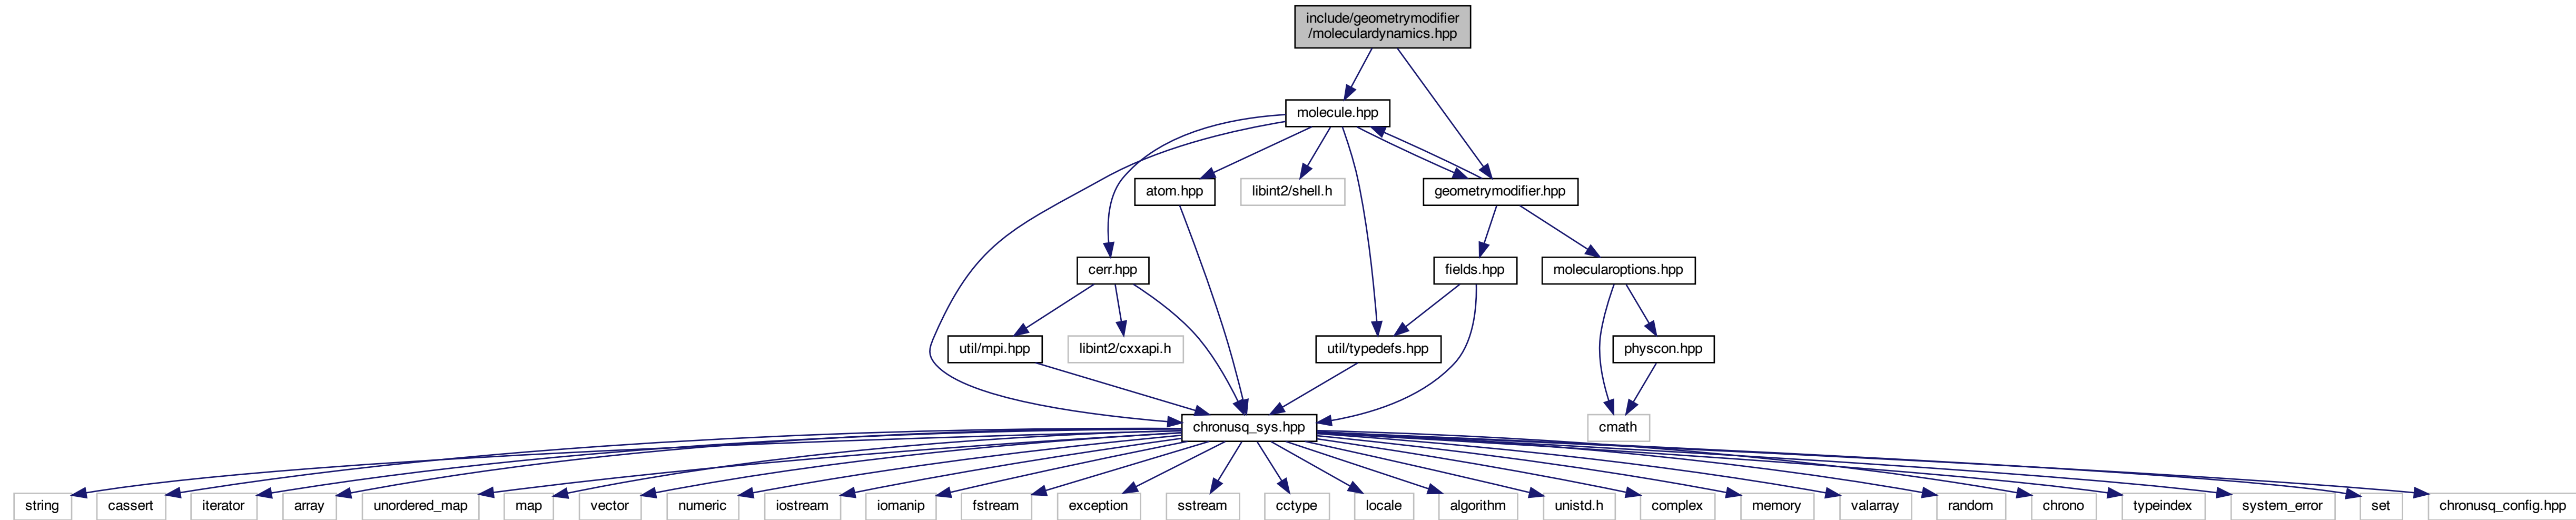 include/geometrymodifier
/moleculardynamics.hpp
molecule.hpp
atom.hpp
libint2/shell.h
geometrymodifier.hpp
cerr.hpp
fields.hpp
molecularoptions.hpp
util/mpi.hpp
libint2/cxxapi.h
util/typedefs.hpp
physcon.hpp
chronusq_sys.hpp
cmath
string
cassert
iterator
array
unordered_map
map
vector
numeric
iostream
iomanip
fstream
exception
sstream
cctype
locale
algorithm
unistd.h
complex
memory
valarray
random
chrono
typeindex
system_error
set
chronusq_config.hpp